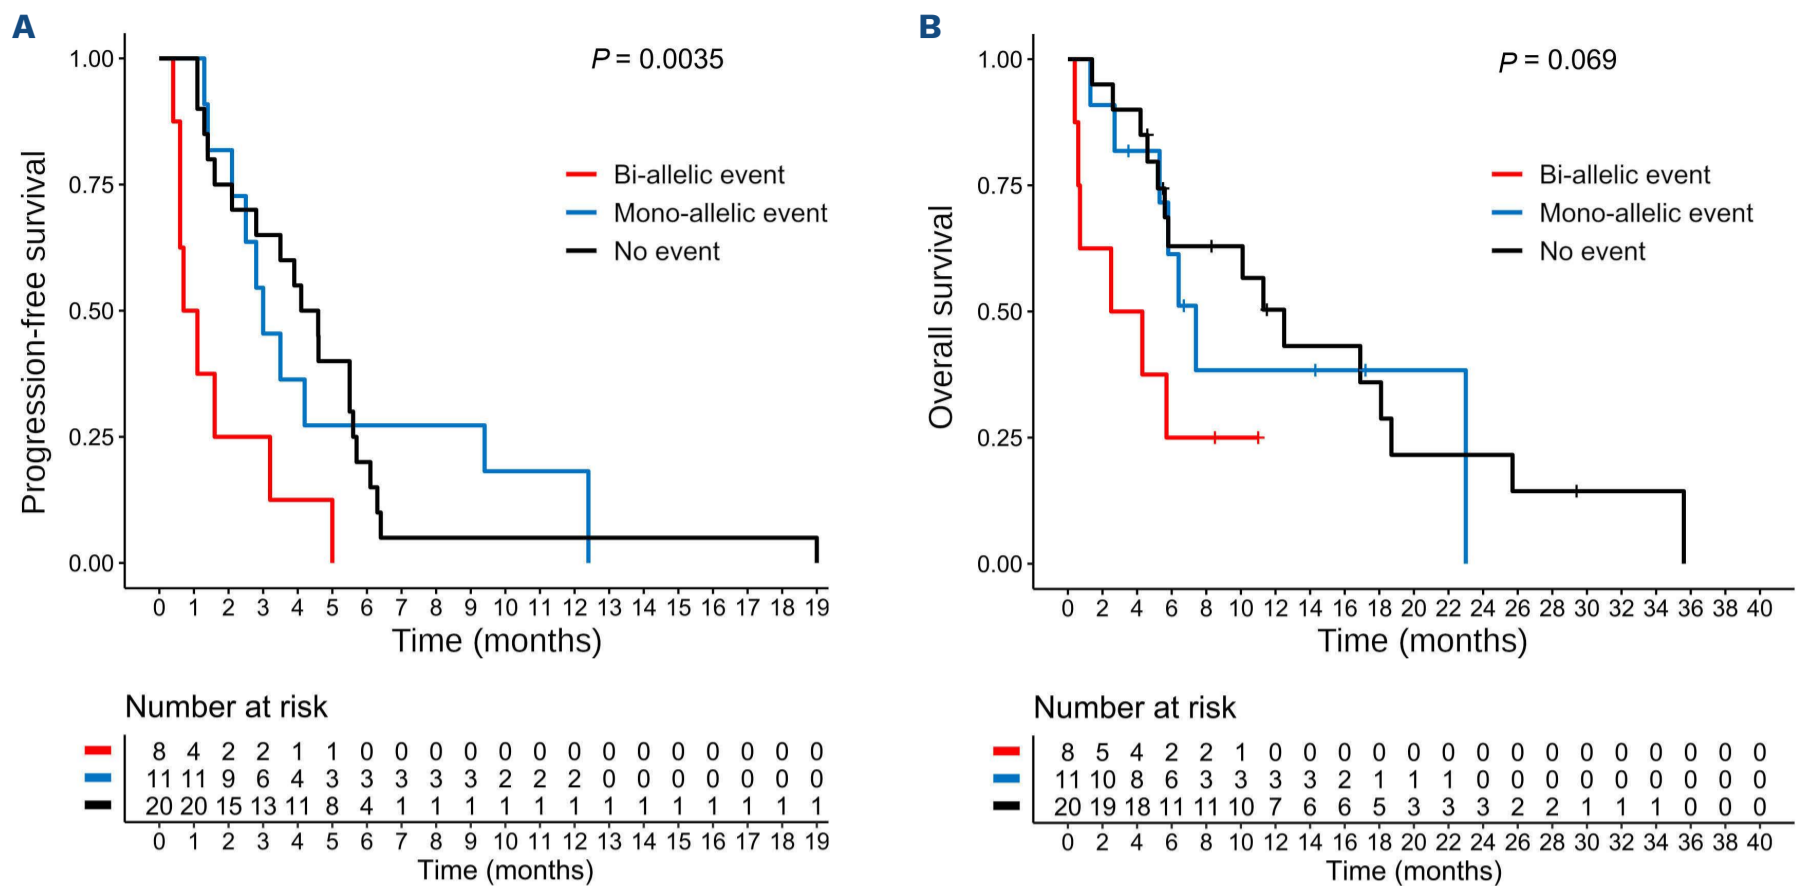 A
P = 0.0035
1.00
0.75
0.50
0.25
0.00
Progression-free survival
Bi-allelic event
Mono-allelic event
No event
0 1 2 3 4 5 6 7 8 9 10 11 12 13 14 15 16 17 18 19
Time (months)
Number at risk
8 4 2 2 1 1 0 0 0 0 0 0 0 0 0 0 0 0 0 0
11 11 9 6 4 3 3 3 3 3 2 2 2 0 0 0 0 0 0 0
20 20 15 13 11 8 4 1 1 1 1 1 1 1 1 1 1 1 1 1
0 1 2 3 4 5 6 7 8 9 10 11 12 13 14 15 16 17 18 19
Time (months)
B
P = 0.069
1.00
0.75
0.50
0.25
0.00
Overall survival
Bi-allelic event
Mono-allelic event
No event
0 2 4 6 8 10 12 14 16 18 20 22 24 26 28 30 32 34 36 38 40
Time (months)
Number at risk
8 5 4 2 2 1 0 0 0 0 0 0 0 0 0 0 0 0 0 0 0
11 10 8 6 3 3 3 3 2 1 1 1 0 0 0 0 0 0 0 0 0
20 19 18 11 11 10 7 6 6 5 3 3 3 2 2 1 1 1 0 0 0
0 2 4 6 8 10 12 14 16 18 20 22 24 26 28 30 32 34 36 38 40
Time (months)